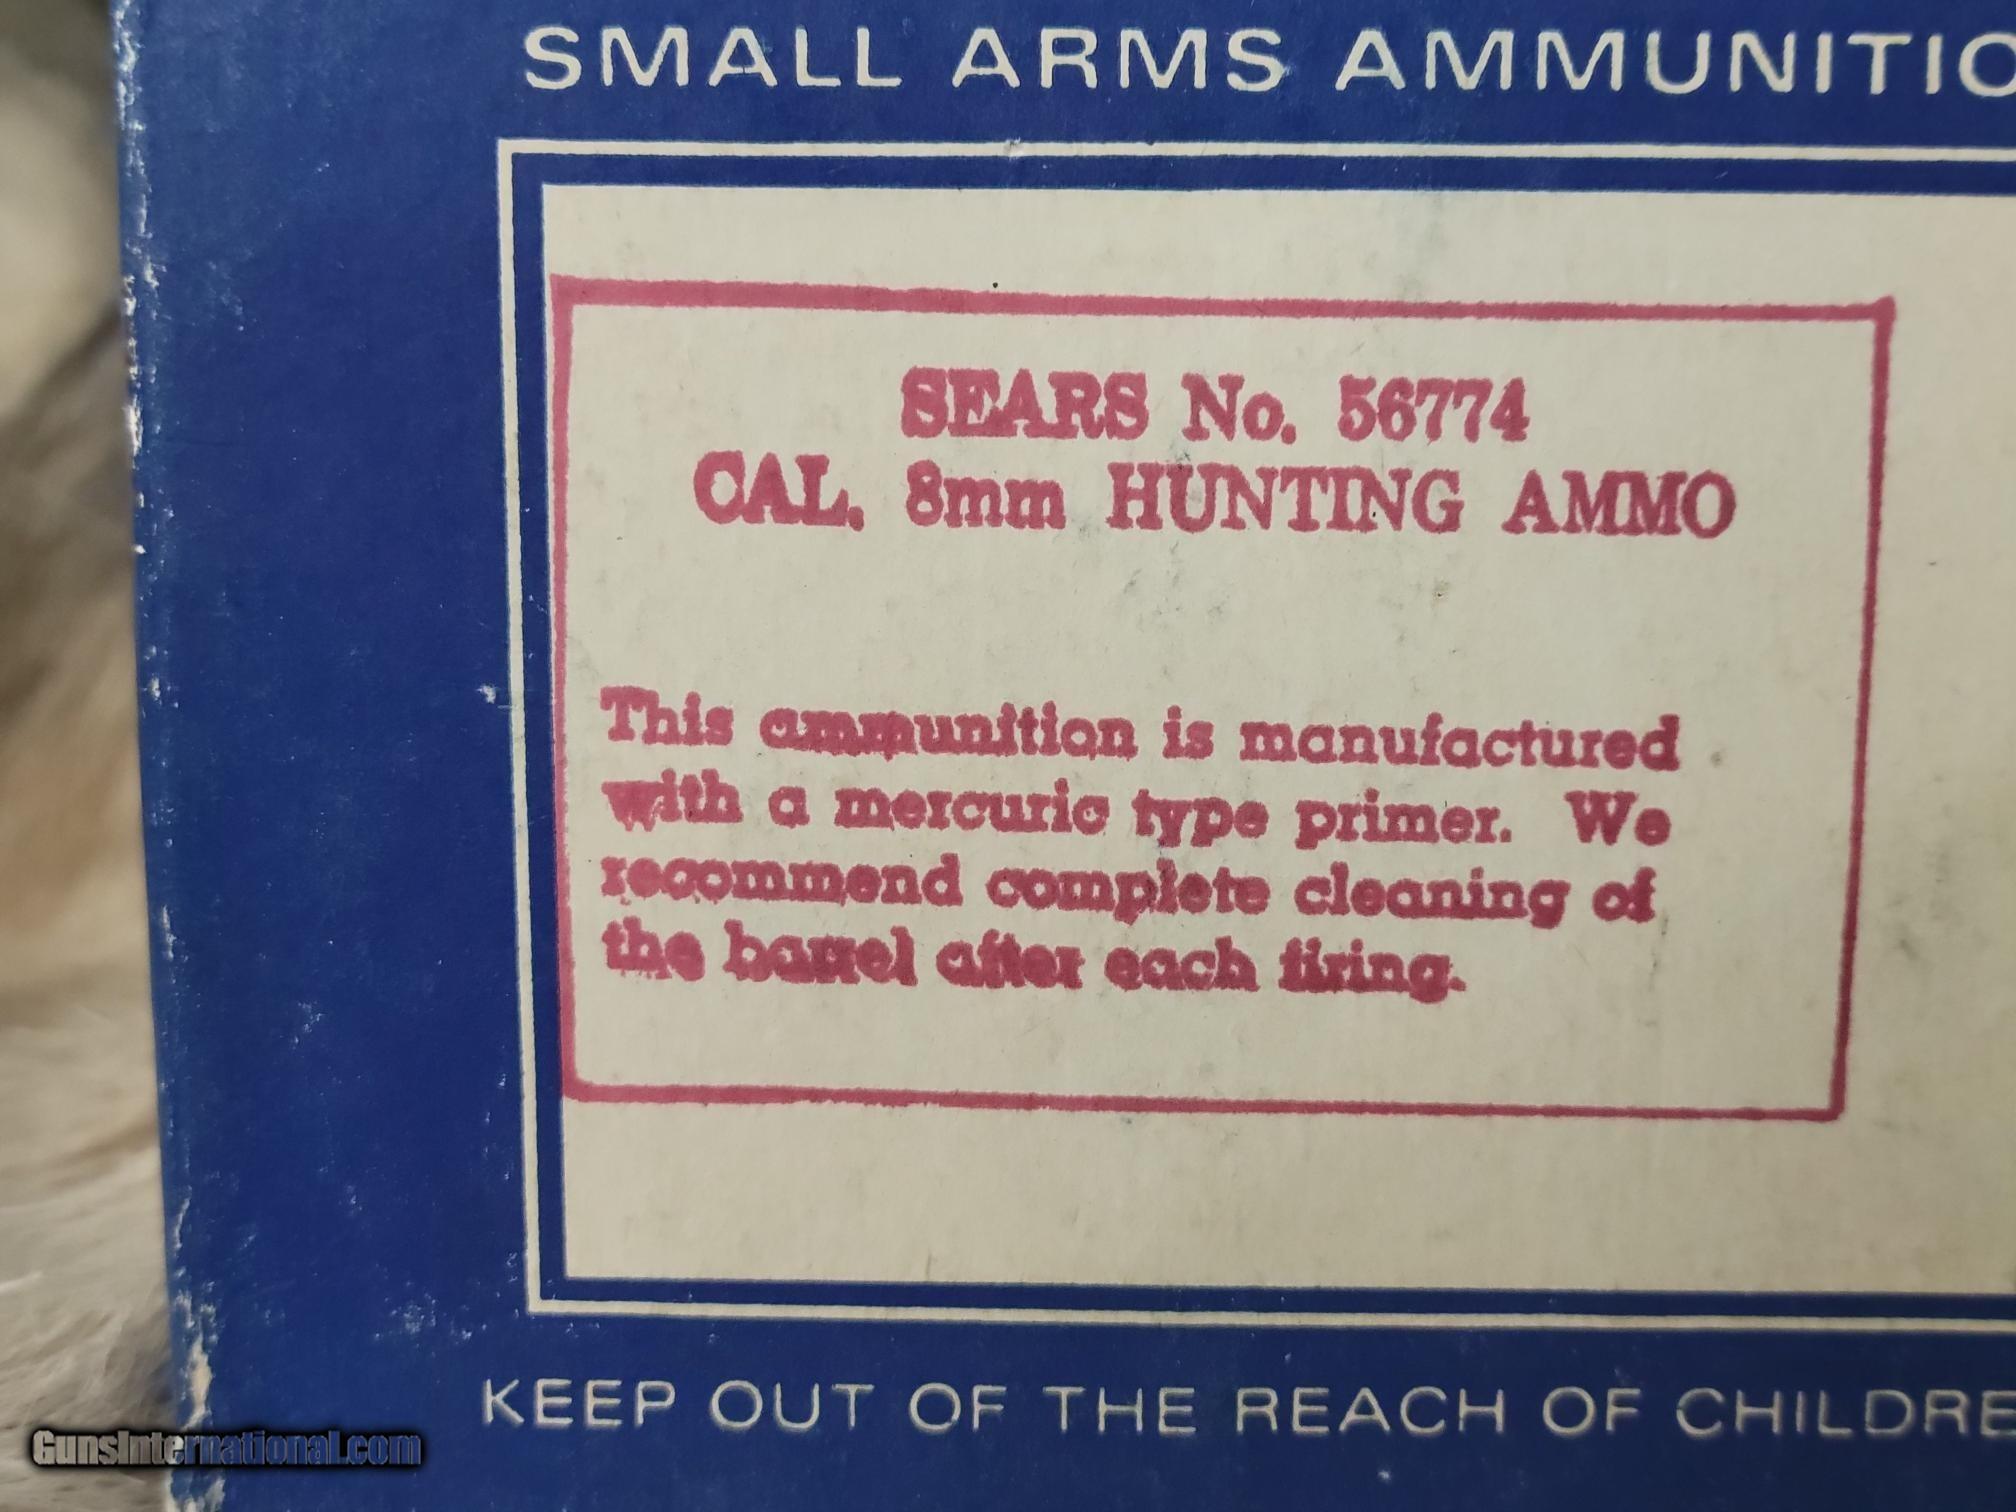 SMALL ARMS AMMUNITIO
SEARS No. 56774
CAL. 8mm HUNTING AMMO
This ammunition is manufactured
with a mercuric type primer. We
recommend complete cleaning of
the barrel after each firing.
KEEP OUT OF THE REACH OF CHILDRE
GunsInternational.com